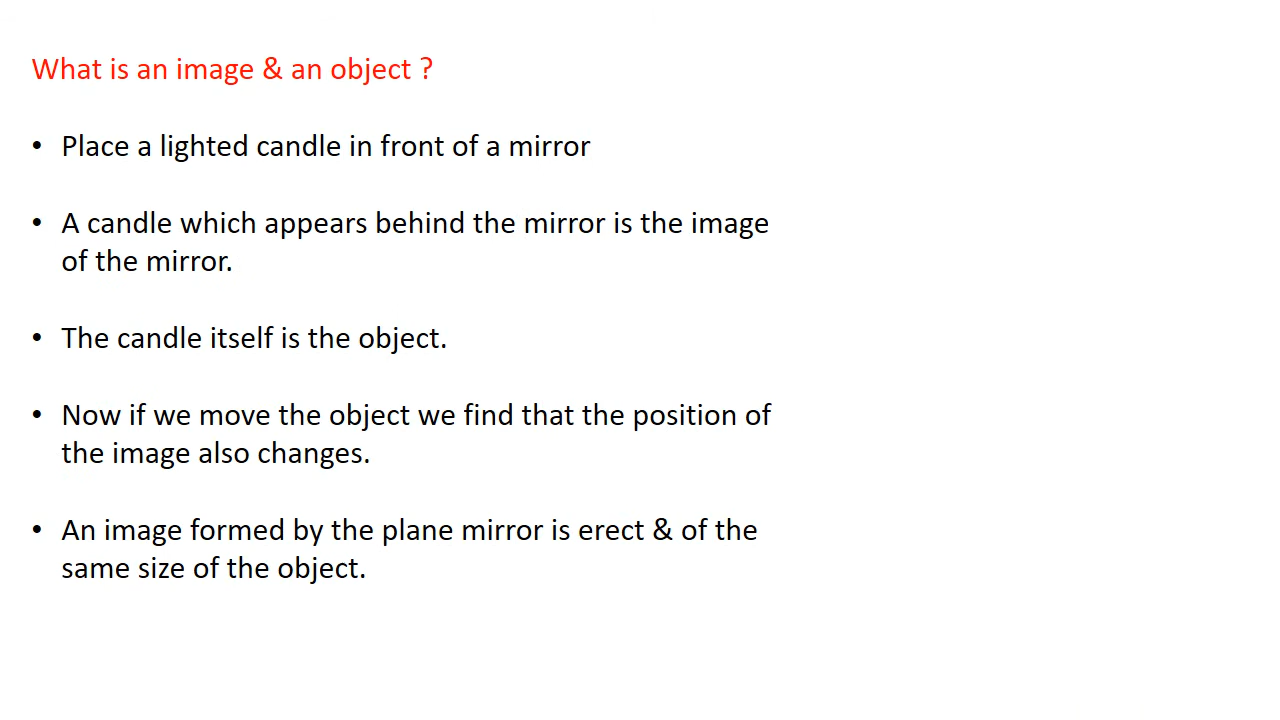 What is an image & an object ?
• Place a lighted candle in front of a mirror
• A candle which appears behind the mirror is the image
of the mirror.
• The candle itself is the object.
• Now if we move the object we find that the position of
the image also changes.
• An image formed by the plane mirror is erect & of the
same size of the object.